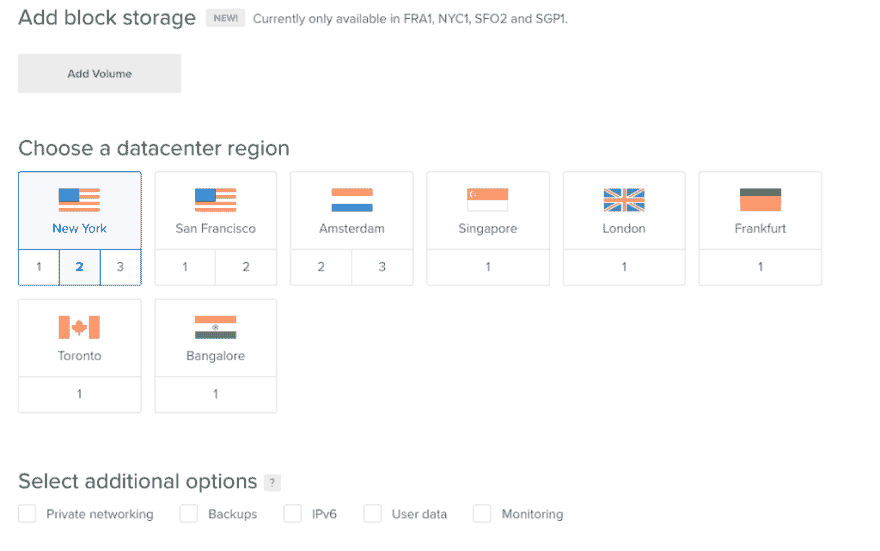 Add block storage NEW! Currently only available in FRA1, NYC1, SFO2 and SGP1.
Add Volume
Choose a datacenter region
New York San Francisco Amsterdam Singapore London Frankfurt
1 2 3 1 2 2 3 1 1 1
Toronto Bangalore
1 1
Select additional options ?
Private networking Backups IPv6 User data Monitoring